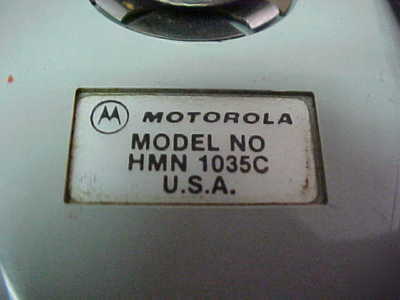 MOTOROLA
MODEL NO
HMN 1035C
U.S.A.